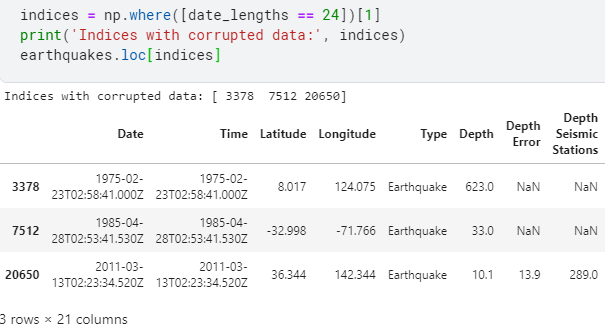 indices = np.where([date_lengths == 24])[1]
print('Indices with corrupted data:', indices)
earthquakes.loc[indices]
Indices with corrupted data: [ 3378  7512 20650]
Date Time Latitude Longitude Type Depth Depth Error Depth Seismic Stations
3378 1975-02-23T02:58:41.000Z 1975-02-23T02:58:41.000Z 8.017 124.075 Earthquake 623.0 NaN NaN
7512 1985-04-28T02:53:41.530Z 1985-04-28T02:53:41.530Z -32.998 -71.766 Earthquake 33.0 NaN NaN
20650 2011-03-13T02:23:34.520Z 2011-03-13T02:23:34.520Z 36.344 142.344 Earthquake 10.1 13.9 289.0
3 rows × 21 columns